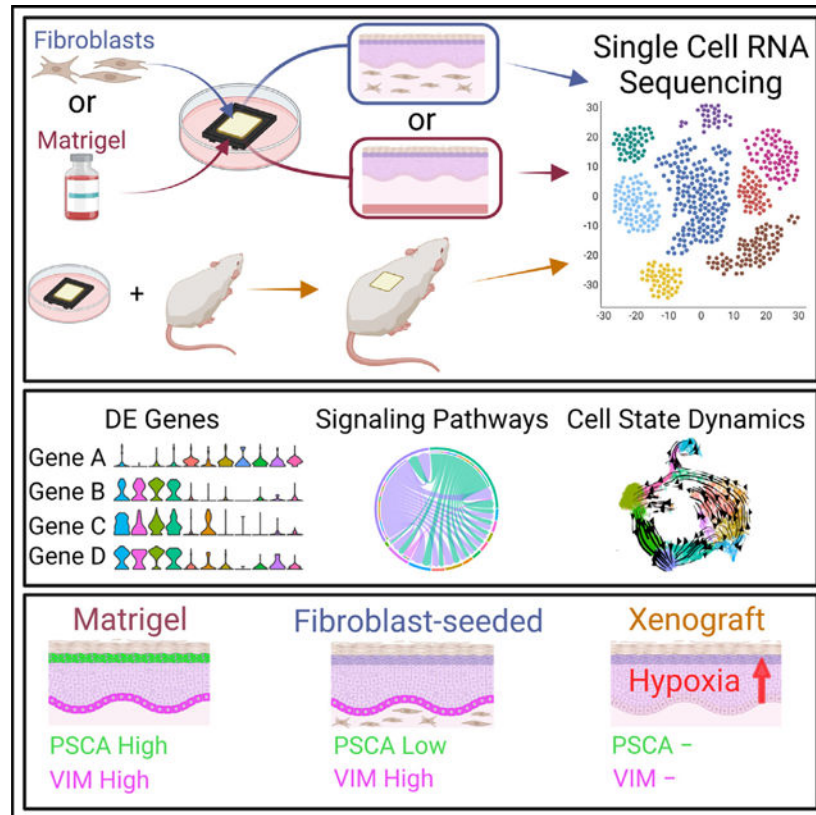 Fibroblasts
or
Matrigel
or
+
Single Cell RNA
Sequencing
30
20
10
0
-10
-20
-30
-30 -20 -10 0 10 20 30
DE Genes
Gene A
Gene B
Gene C
Gene D
Signaling Pathways
Cell State Dynamics
Matrigel
PSCA High
VIM High
Fibroblast-seeded
PSCA Low
VIM High
Xenograft
Hypoxia
PSCA −
VIM −